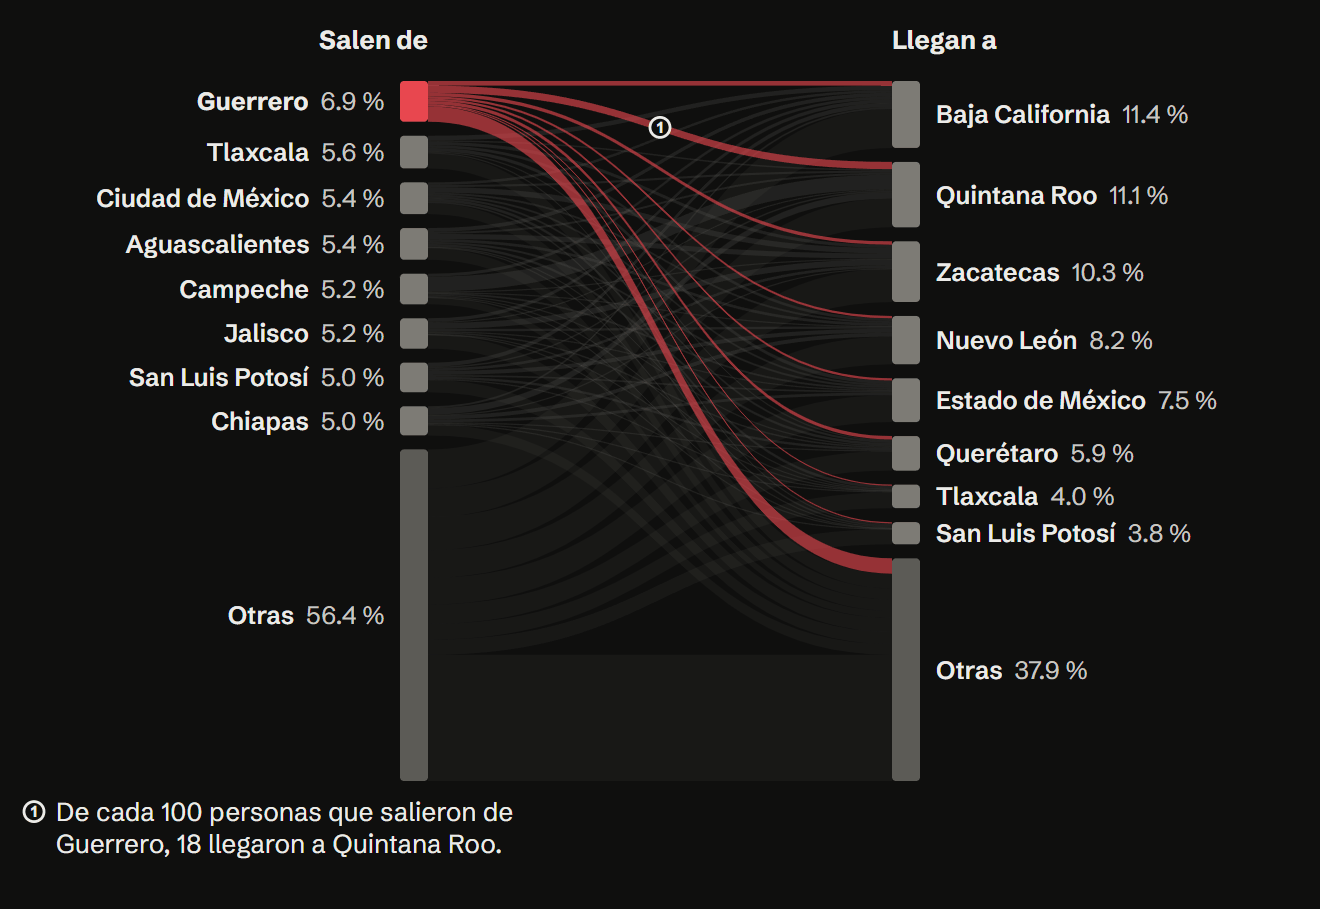 Salen de
Llegan a
Guerrero 6.9 %
Tlaxcala 5.6 %
Ciudad de México 5.4 %
Aguascalientes 5.4 %
Campeche 5.2 %
Jalisco 5.2 %
San Luis Potosí 5.0 %
Chiapas 5.0 %
Otras 56.4 %
1
Baja California 11.4 %
Quintana Roo 11.1 %
Zacatecas 10.3 %
Nuevo León 8.2 %
Estado de México 7.5 %
Querétaro 5.9 %
Tlaxcala 4.0 %
San Luis Potosí 3.8 %
Otras 37.9 %
1 De cada 100 personas que salieron de
Guerrero, 18 llegaron a Quintana Roo.